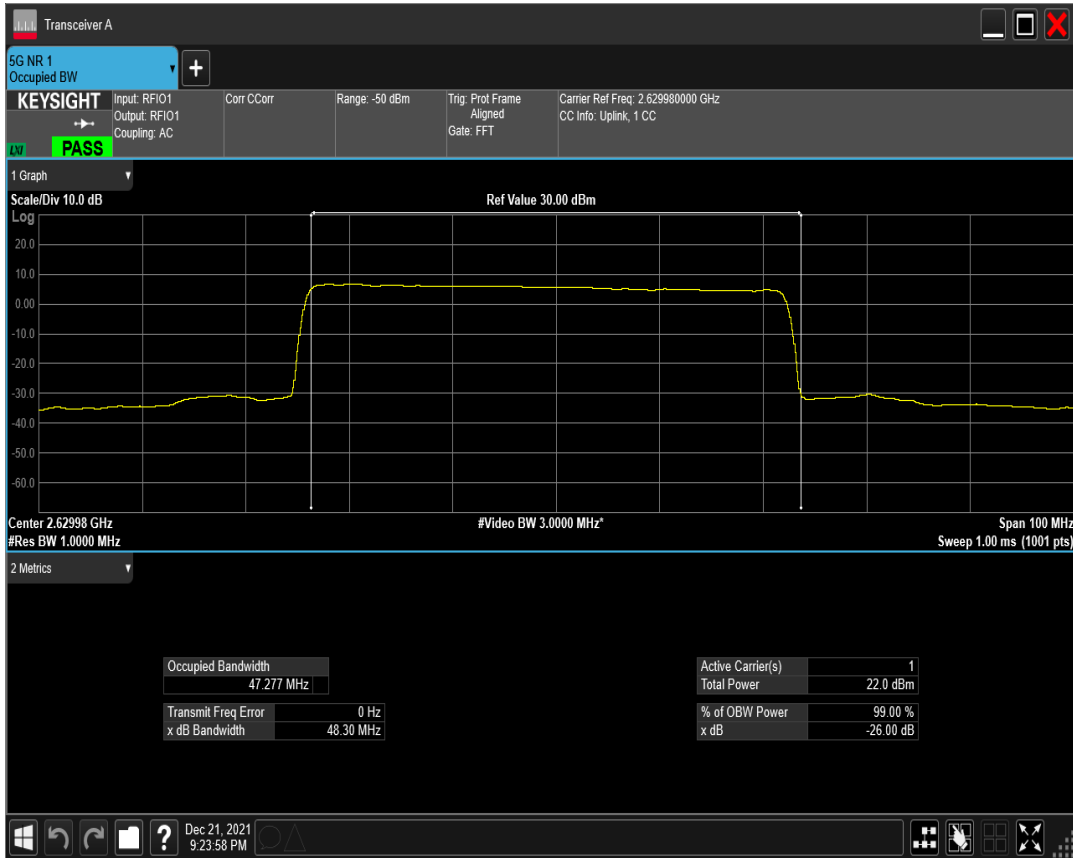 Transceiver A
5G NR 1
Occupied BW
KEYSIGHT
LXI
PASS
Input: RFIO1
Output: RFIO1
Coupling: AC
Corr CCorr
Range: -50 dBm
Trig: Prot Frame
Aligned
Gate: FFT
Carrier Ref Freq: 2.629980000 GHz
CC Info: Uplink, 1 CC
1 Graph
Scale/Div 10.0 dB
Ref Value 30.00 dBm
Log
20.0
10.0
0.00
-10.0
-20.0
-30.0
-40.0
-50.0
-60.0
Center 2.62998 GHz
#Video BW 3.0000 MHz*
Span 100 MHz
#Res BW 1.0000 MHz
Sweep 1.00 ms (1001 pts)
2 Metrics
Occupied Bandwidth
47.277 MHz
Transmit Freq Error 0 Hz
x dB Bandwidth 48.30 MHz
Active Carrier(s) 1
Total Power 22.0 dBm
% of OBW Power 99.00 %
x dB -26.00 dB
Dec 21, 2021
9:23:58 PM